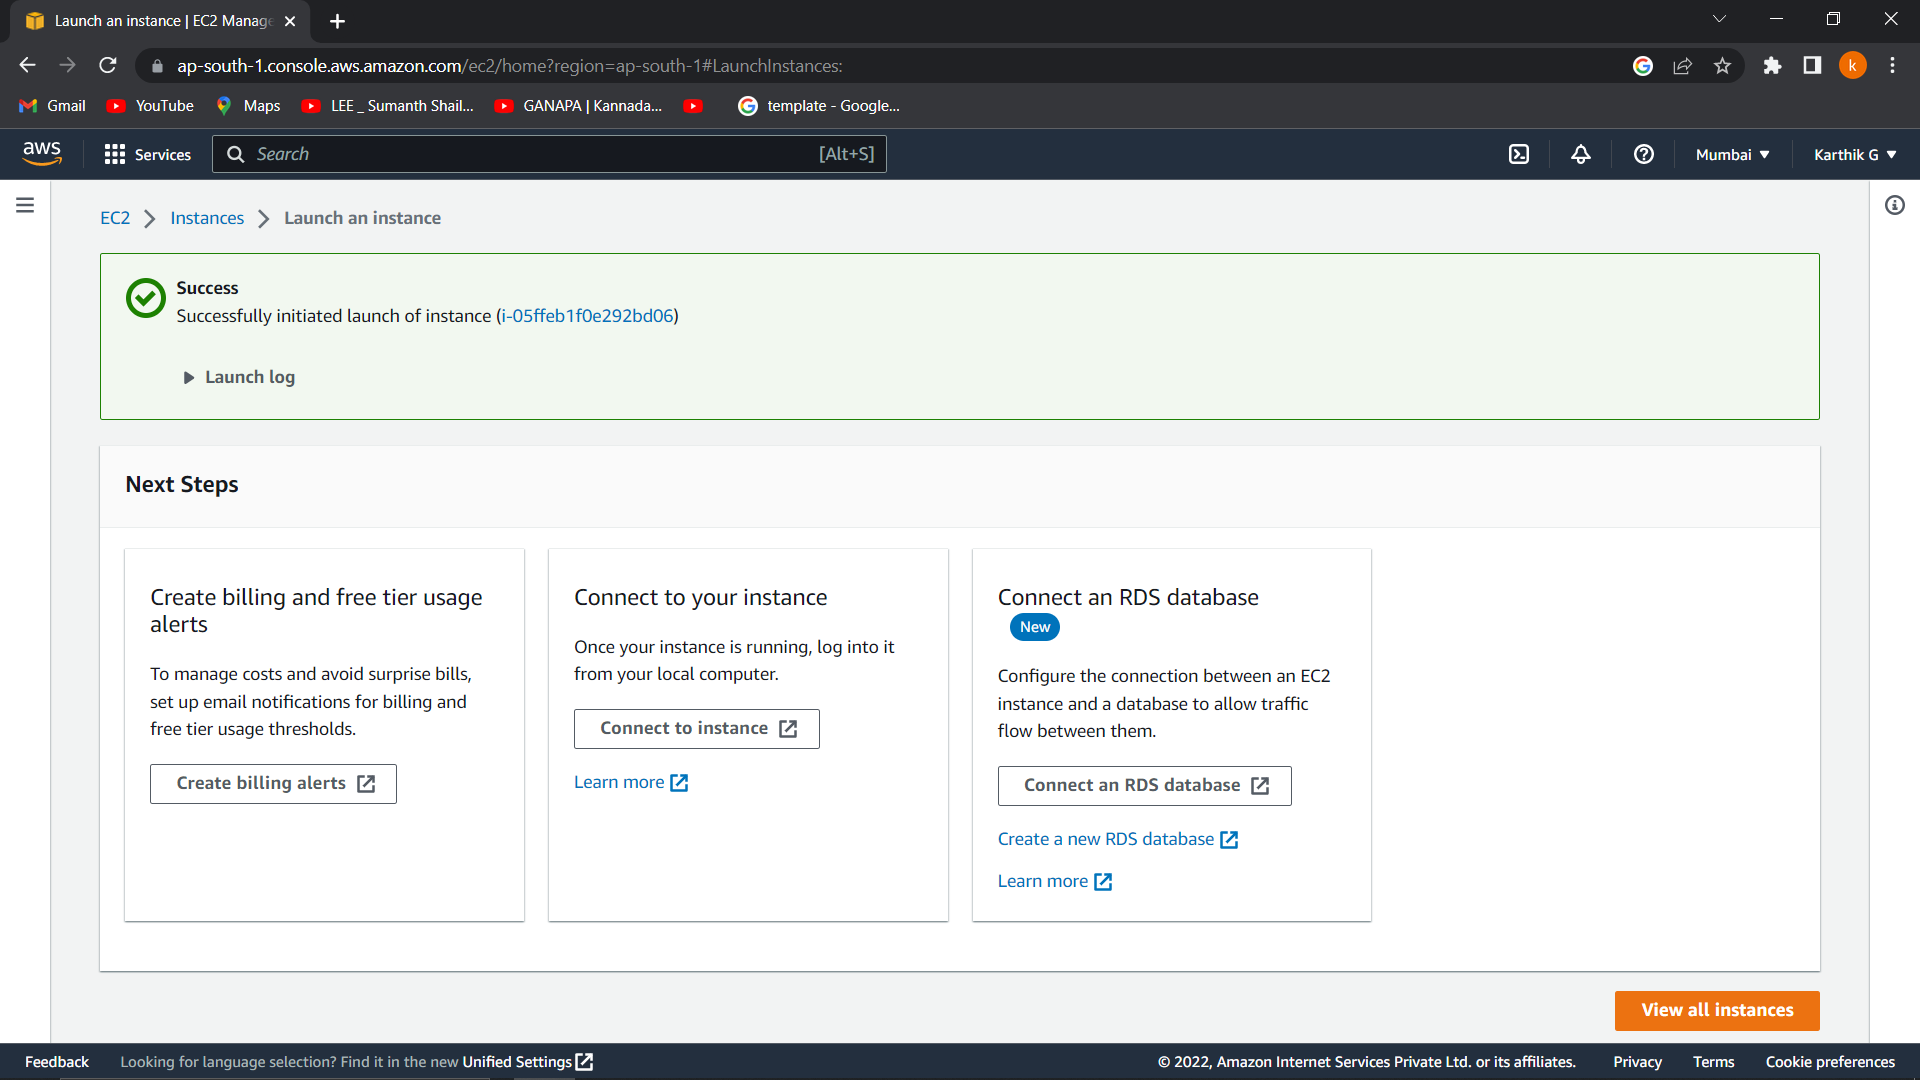 Launch an instance | EC2 Manage
ap-south-1.console.aws.amazon.com/ec2/home?region=ap-south-1#LaunchInstances:
k
Gmail YouTube Maps LEE _ Sumanth Shail... GANAPA | Kannada... template - Google...
aws Services Search [Alt+S] Mumbai Karthik G
EC2 Instances Launch an instance
Success
Successfully initiated launch of instance (i-05ffeb1f0e292bd06)
Launch log
Next Steps
Create billing and free tier usage
alerts
To manage costs and avoid surprise bills,
set up email notifications for billing and
free tier usage thresholds.
Create billing alerts
Connect to your instance
Once your instance is running, log into it
from your local computer.
Connect to instance
Learn more
Connect an RDS database
New
Configure the connection between an EC2
instance and a database to allow traffic
flow between them.
Connect an RDS database
Create a new RDS database
Learn more
View all instances
Feedback Looking for language selection? Find it in the new Unified Settings © 2022, Amazon Internet Services Private Ltd. or its affiliates. Privacy Terms Cookie preferences